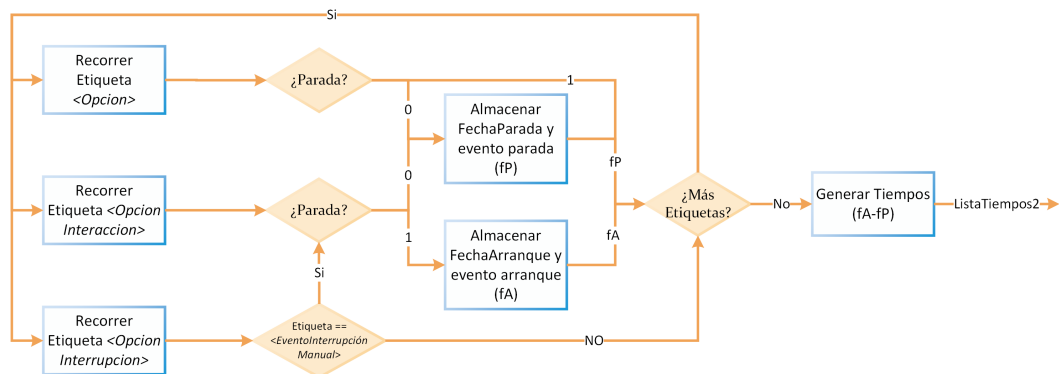 Si
Recorrer
Etiqueta
<Opcion>
¿Parada?
1
0
Almacenar
FechaParada y
evento parada
(fP)
fP
0
Recorrer
Etiqueta <Opcion
Interaccion>
¿Parada?
1
¿Más
Etiquetas?
No
Generar Tiempos
(fA-fP)
ListaTiempos2
Almacenar
FechaArranque y
evento arranque
(fA)
fA
Si
Recorrer
Etiqueta <Opcion
Interrupcion>
Etiqueta ==
<EventoInterrupción
Manual>
NO